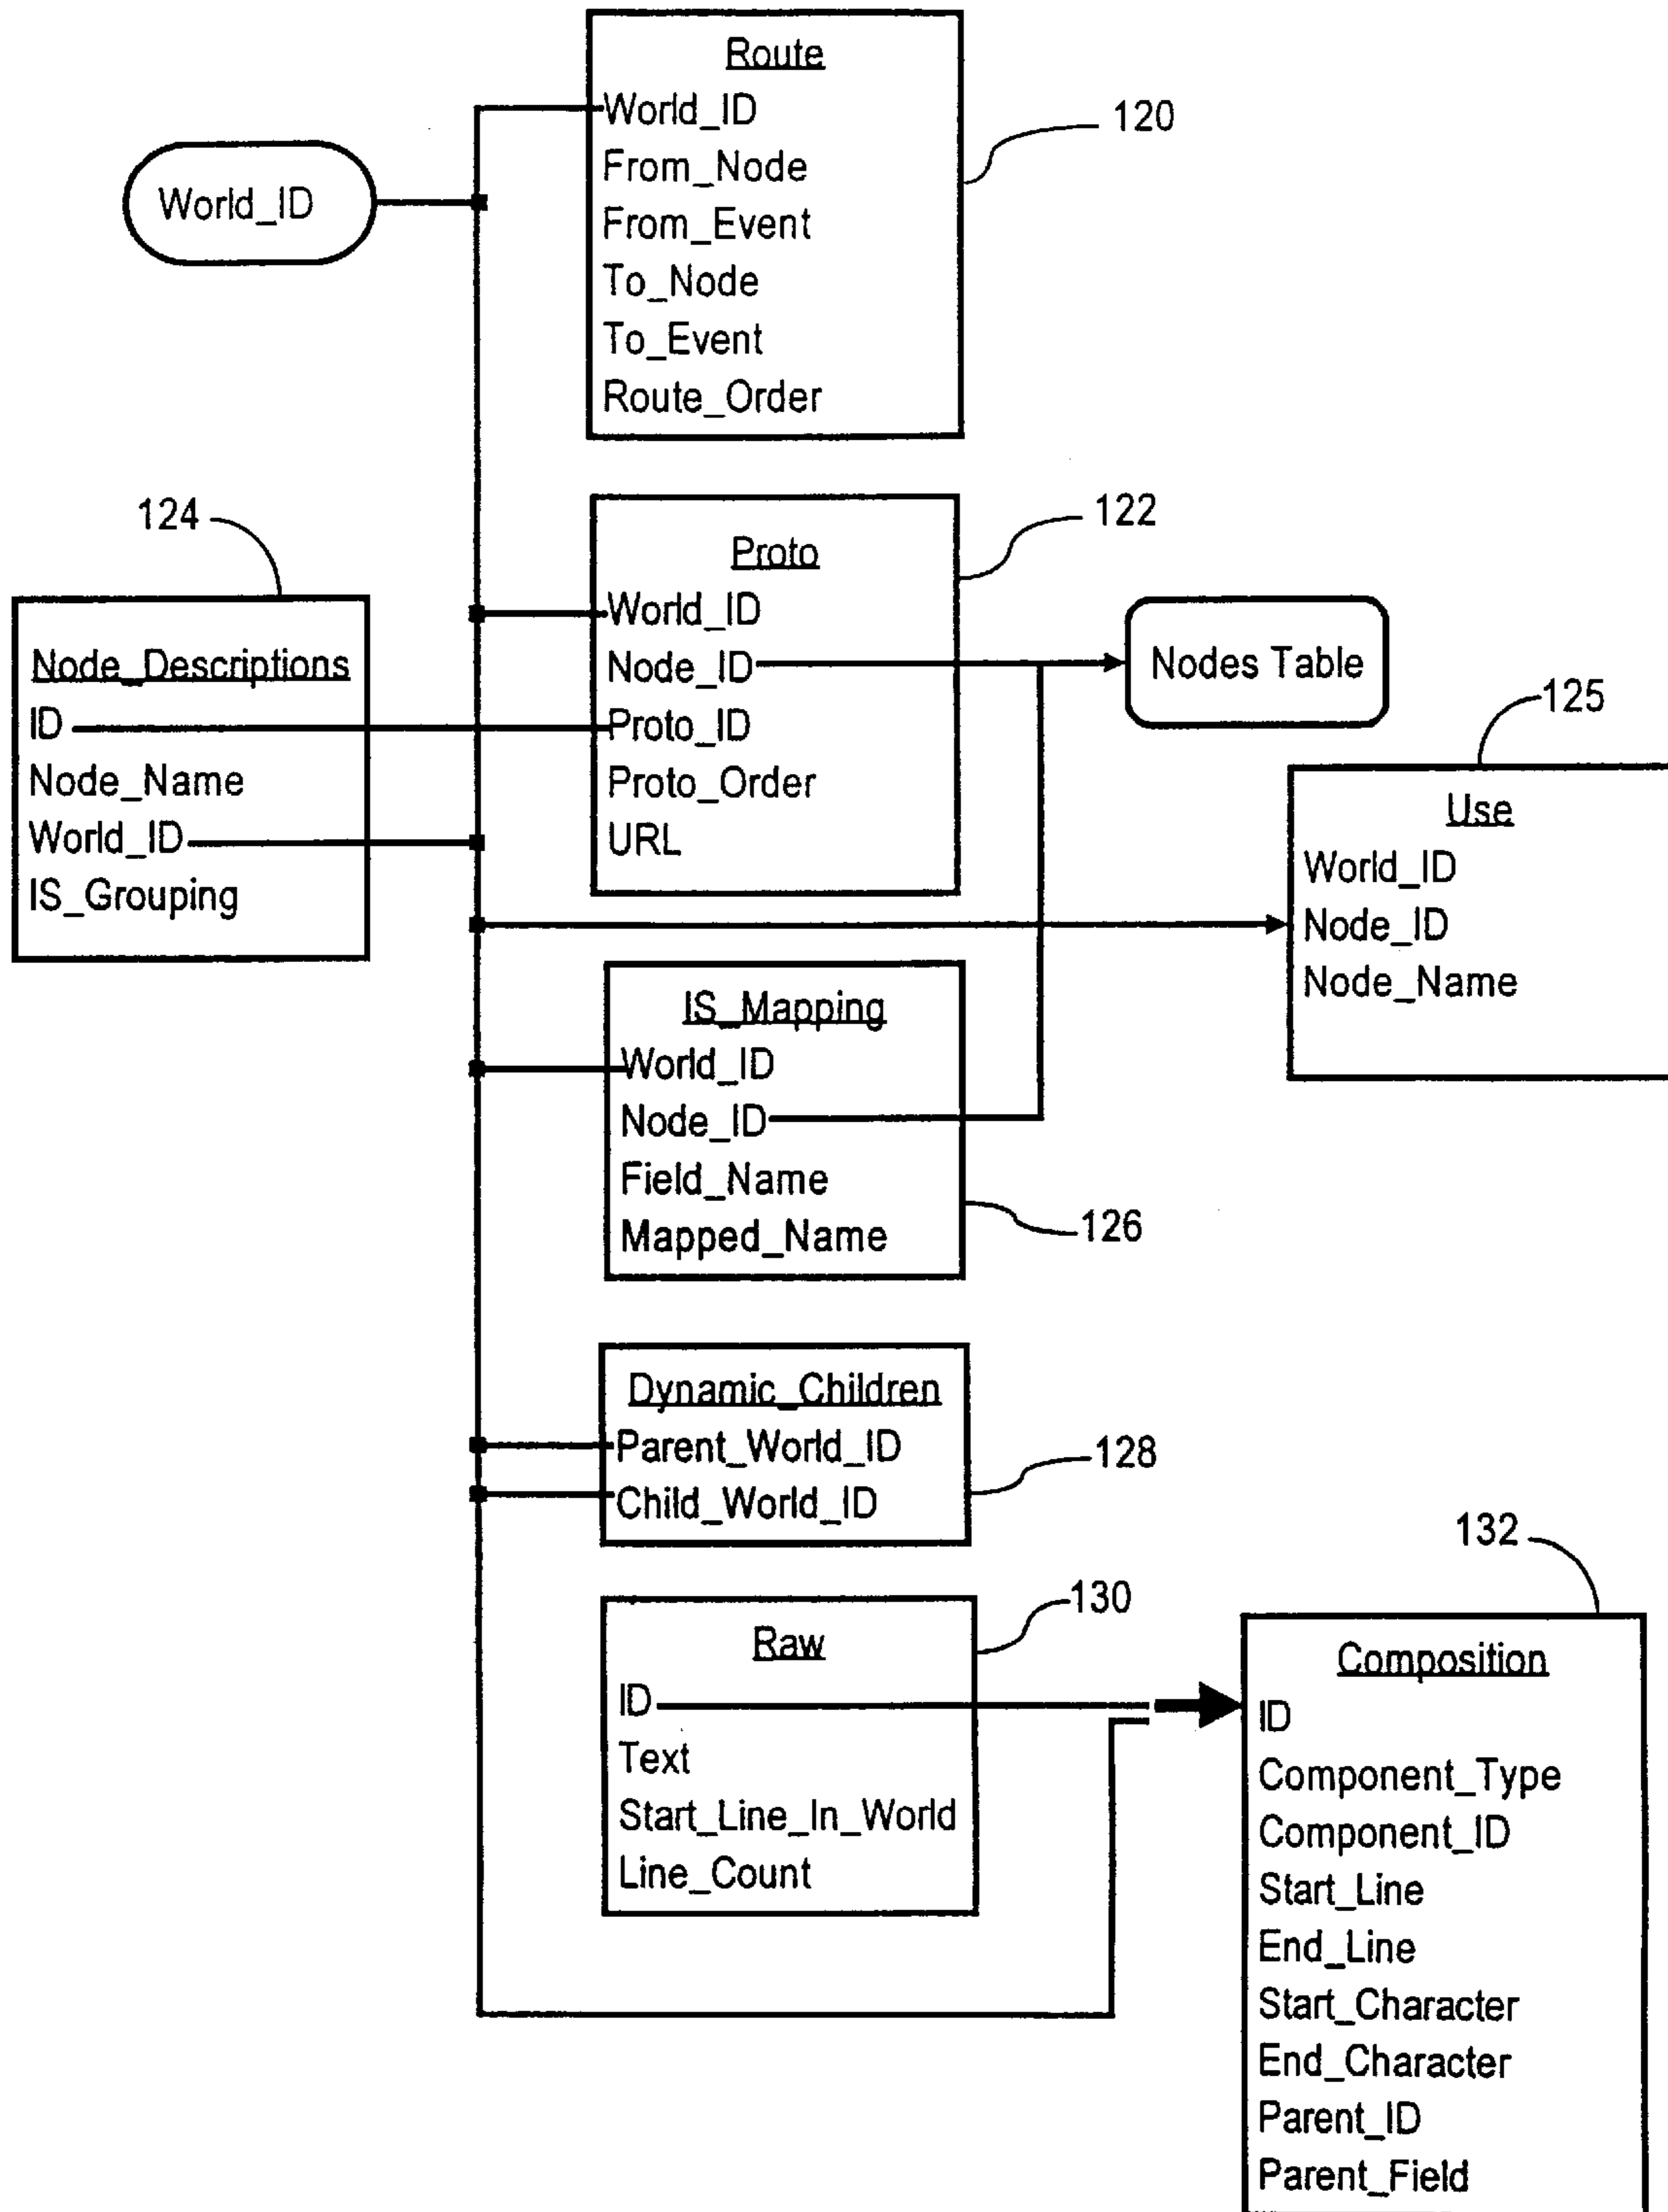 Route
World_ID
From_Node
From_Event
To_Node
To_Event
Route_Order
120
World_ID
124
Node_Descriptions
ID
Node_Name
World_ID
IS_Grouping
Proto
World_ID
Node_ID
Proto_ID
Proto_Order
URL
122
Nodes Table
125
Use
World_ID
Node_ID
Node_Name
IS_Mapping
World_ID
Node_ID
Field_Name
Mapped_Name
126
Dynamic_Children
Parent_World_ID
Child_World_ID
128
Raw
ID
Text
Start_Line_In_World
Line_Count
130
132
Composition
ID
Component_Type
Component_ID
Start_Line
End_Line
Start_Character
End_Character
Parent_ID
Parent_Field